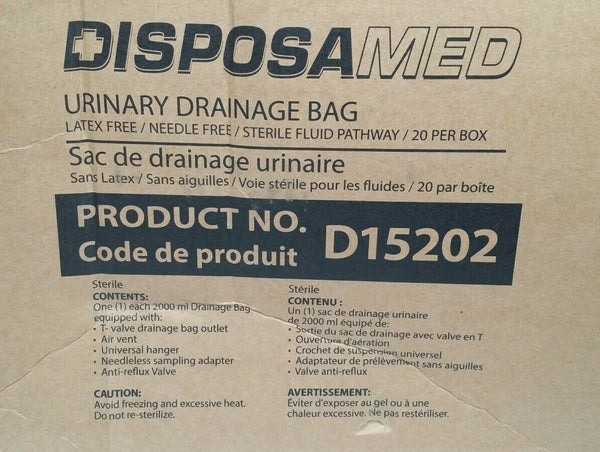 DISPOSAMED
URINARY DRAINAGE BAG
LATEX FREE / NEEDLE FREE / STERILE FLUID PATHWAY / 20 PER BOX
Sac de drainage urinaire
Sans Latex / Sans aiguilles / Voie stérile pour les fluides / 20 par boîte
PRODUCT NO.
Code de produit
D15202
Sterile
CONTENTS:
One (1) each 2000 ml Drainage Bag
equipped with:
• T- valve drainage bag outlet
• Air vent
• Universal hanger
• Needleless sampling adapter
• Anti-reflux Valve
CAUTION:
Avoid freezing and excessive heat.
Do not re-sterilize.
Stérile
CONTENU :
Un (1) sac de drainage urinaire
de 2000 ml équipé de:
• Sortie du sac de drainage avec valve en T
• Ouverture d'aération
• Crochet de suspension universel
• Adaptateur de prélèvement sans aiguilles
• Valve anti-reflux
AVERTISSEMENT:
Éviter d'exposer au gel ou à une
chaleur excessive. Ne pas restériliser.